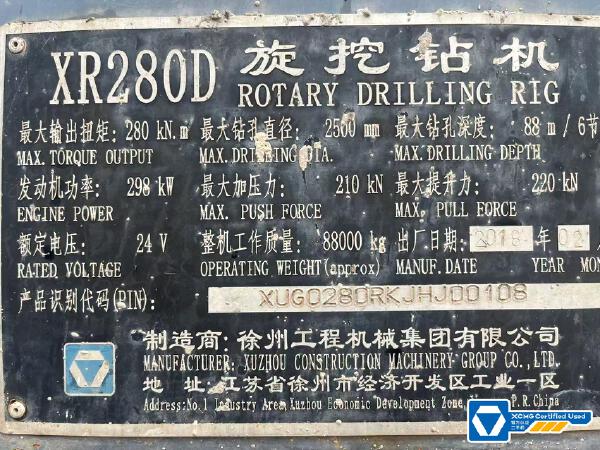 XR280D 旋挖钻机
ROTARY DRILLING RIG
最大输出扭矩: 280 kN.m 最大钻孔直径: 2500 mm 最大钻孔深度: 88 m / 6节
MAX. TORQUE OUTPUT MAX. DRILLING DIA. MAX. DRILLING DEPTH
发动机功率: 298 kW 最大加压力: 210 kN 最大提升力: 220 kN
ENGINE POWER MAX. PUSH FORCE MAX. PULL FORCE
额定电压: 24 V 整机工作质量: 88000 kg 出厂日期: 2018 年 02
RATED VOLTAGE OPERATING WEIGHT(approx) MANUF. DATE YEAR MON
产品识别代码(PIN): XUG0280RKJHJ00108
制造商: 徐州工程机械集团有限公司
MANUFACTURER: XUZHOU CONSTRUCTION MACHINERY GROUP CO., LTD.
地 址: 江苏省徐州市经济开发区工业一区
Address: No.1 Industry Area Xuzhou Economic Development Zone, P.R.China
XCMG Certified Used